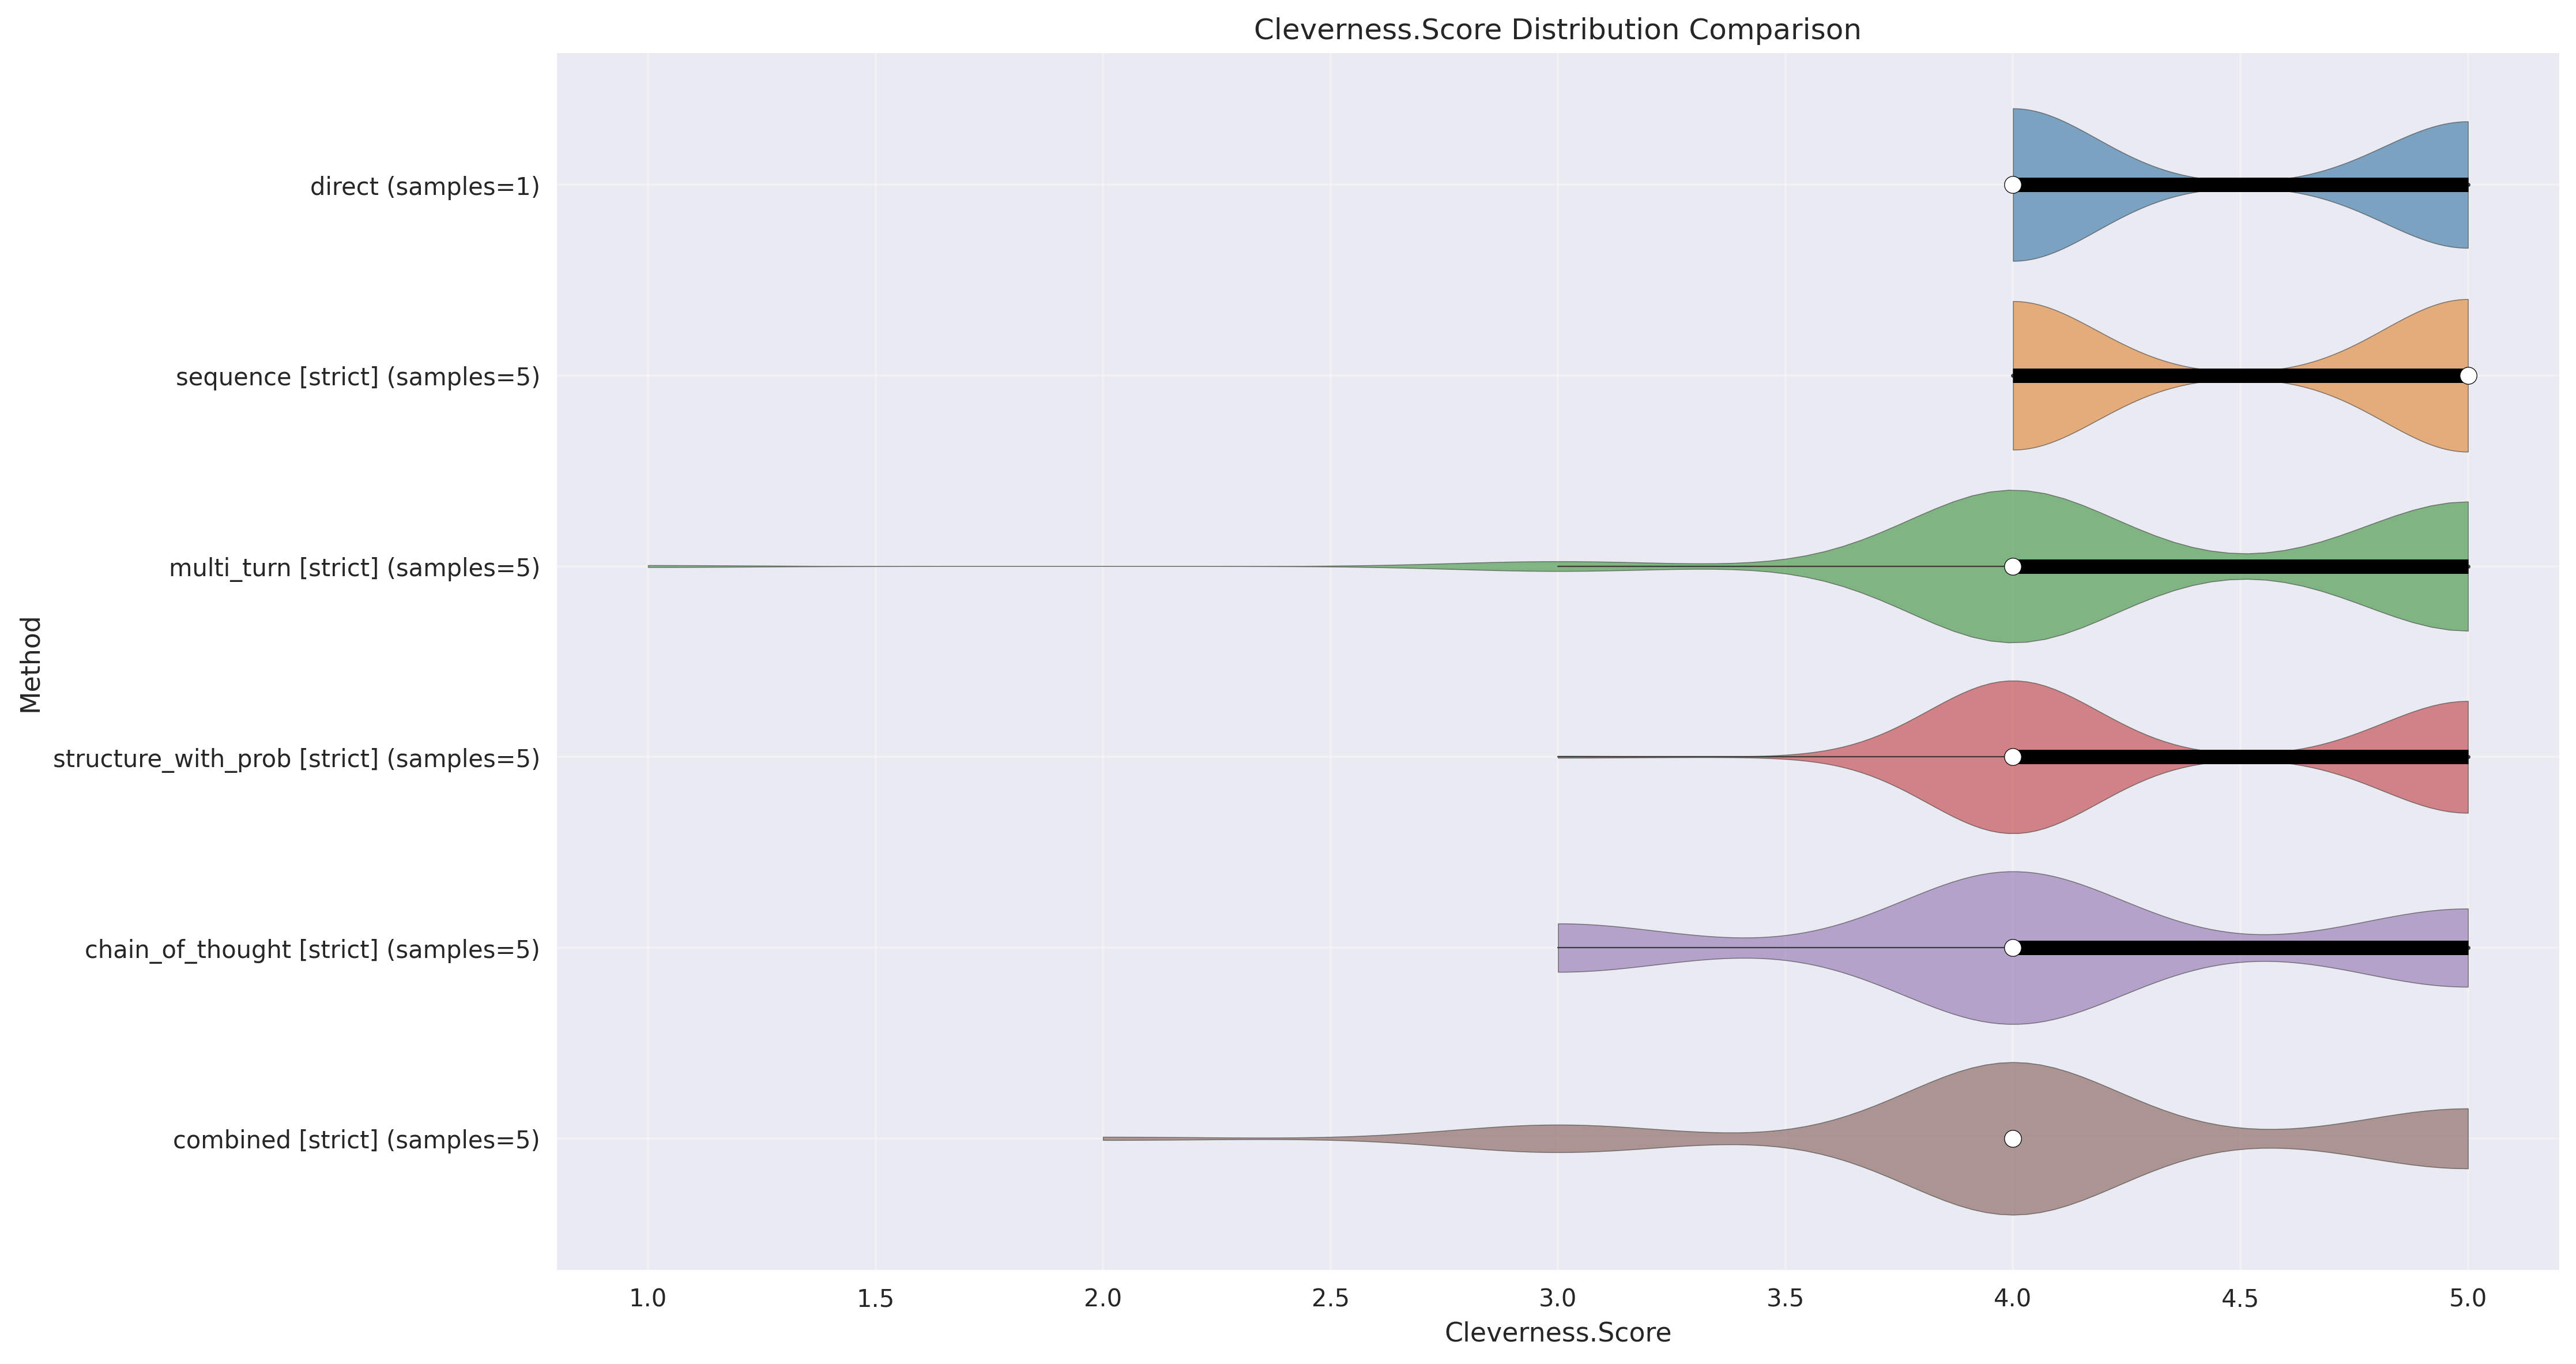 Cleverness.Score Distribution Comparison
direct (samples=1)
sequence [strict] (samples=5)
multi_turn [strict] (samples=5)
structure_with_prob [strict] (samples=5)
chain_of_thought [strict] (samples=5)
combined [strict] (samples=5)
Method
1.0 1.5 2.0 2.5 3.0 3.5 4.0 4.5 5.0
Cleverness.Score